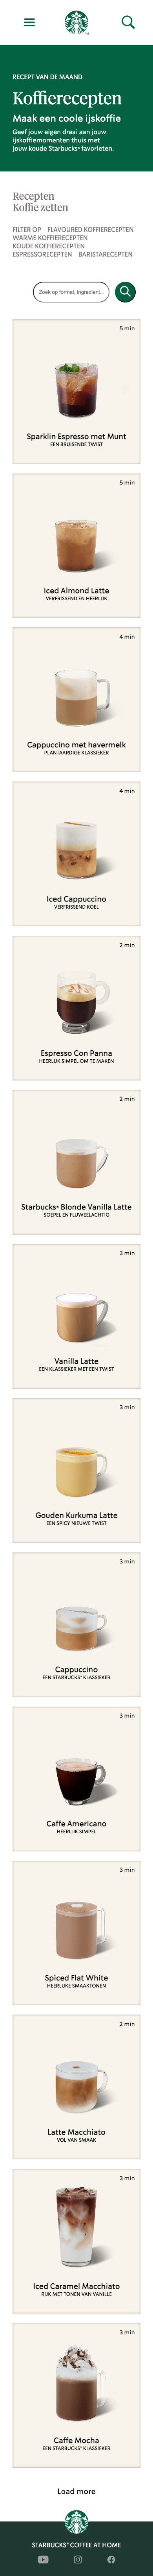 RECEPT VAN DE MAAND
Koffierecepten
Maak een coole ijskoffie
Geef jouw eigen draai aan jouw
ijskoffiemomenten thuis met
jouw koude Starbucks® favorieten.
Recepten
Koffie zetten
FILTER OP FLAVOURED KOFFIERECEPTEN
WARME KOFFIERECEPTEN
KOUDE KOFFIERECEPTEN
ESPRESSORECEPTEN BARISTARECEPTEN
Zoek op format, ingredient...
5 min
Sparklin Espresso met Munt
EEN BRUISENDE TWIST
5 min
Iced Almond Latte
VERFRISSEND EN HEERLIJK
4 min
Cappuccino met havermelk
PLANTAARDIGE KLASSIEKER
4 min
Iced Cappuccino
VERFRISSEND KOEL
2 min
Espresso Con Panna
HEERLIJK SIMPEL OM TE MAKEN
2 min
Starbucks® Blonde Vanilla Latte
SOEPEL EN FLUWEELACHTIG
3 min
Vanilla Latte
EEN KLASSIEKER MET EEN TWIST
3 min
Gouden Kurkuma Latte
EEN SPICY NIEUWE TWIST
3 min
Cappuccino
EEN STARBUCKS® KLASSIEKER
3 min
Caffe Americano
HEERLIJK SIMPEL
3 min
Spiced Flat White
HEERLIJKE SMAAKTONEN
2 min
Latte Macchiato
VOL VAN SMAAK
3 min
Iced Caramel Macchiato
RIJK MET TONEN VAN VANILLE
3 min
Caffe Mocha
EEN STARBUCKS® KLASSIEKER
Load more
STARBUCKS® COFFEE AT HOME